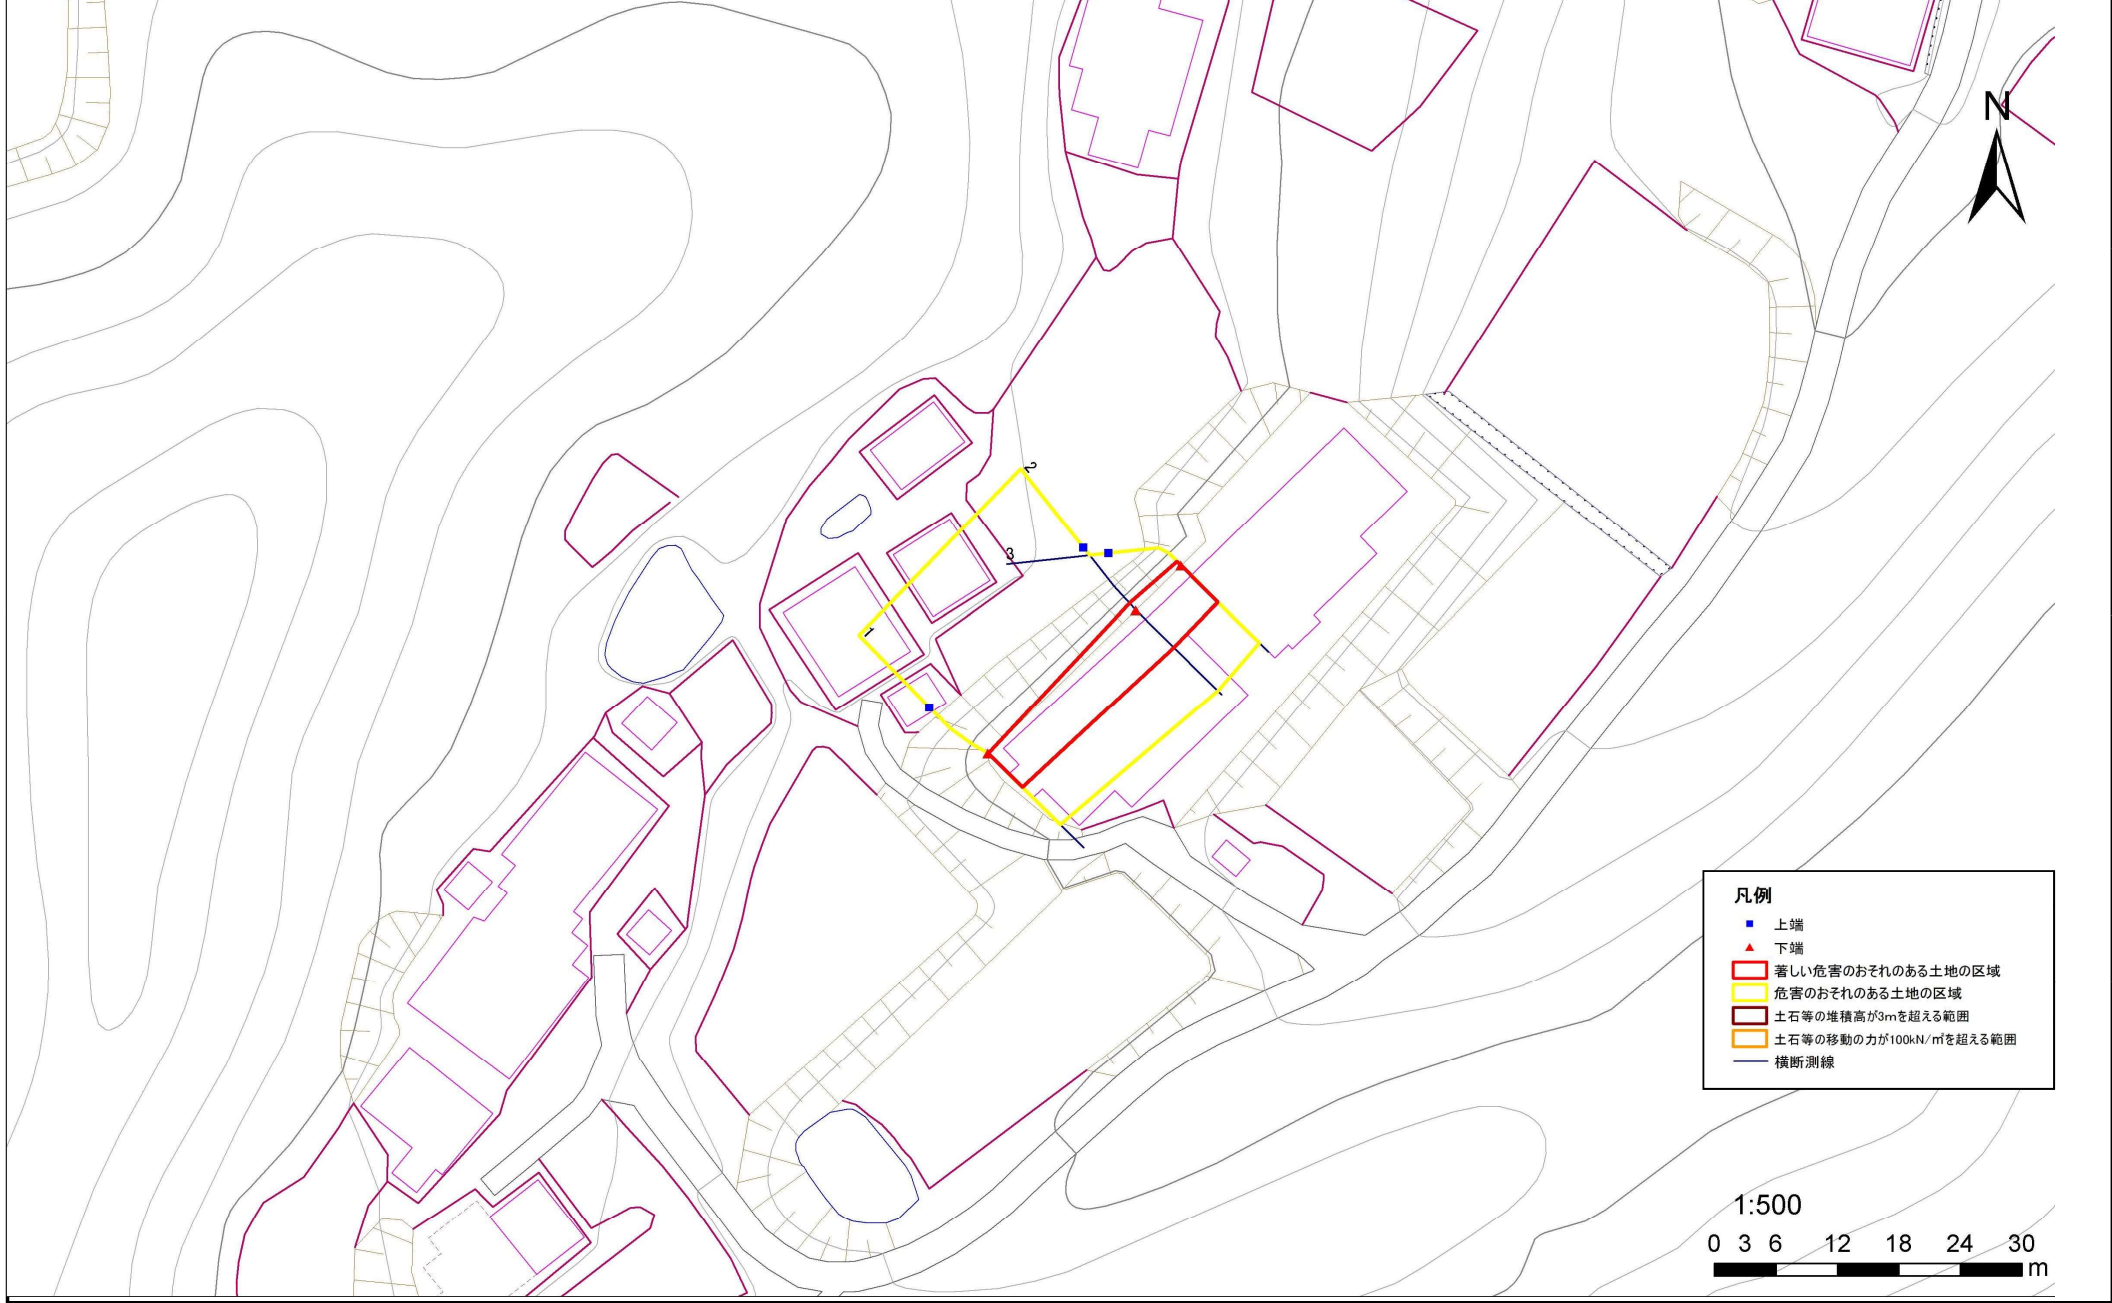 N
2
3
1
凡例
上端
下端
著しい危害のおそれのある土地の区域
危害のおそれのある土地の区域
土石等の堆積高が3mを超える範囲
土石等の移動の力が100kN/㎡を超える範囲
横断測線
1:500
0 3 6 12 18 24 30
m